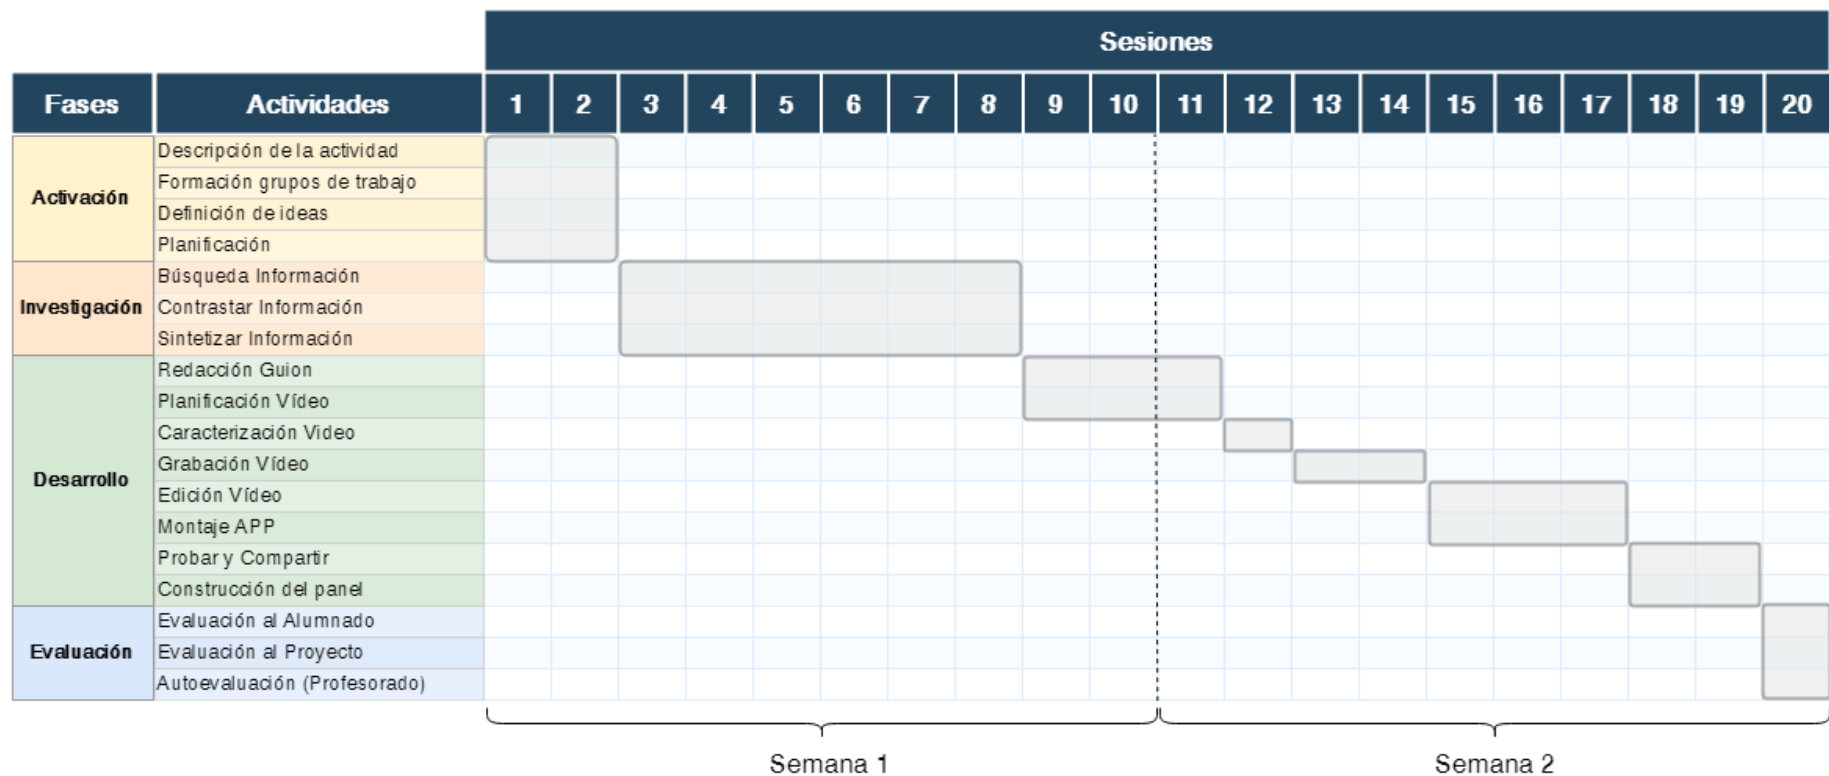 Sesiones
Fases Actividades 1 2 3 4 5 6 7 8 9 10 11 12 13 14 15 16 17 18 19 20
Activación
Descripción de la actividad
Formación grupos de trabajo
Definición de ideas
Planificación
Investigación
Búsqueda Información
Contrastar Información
Sintetizar Información
Desarrollo
Redacción Guion
Planificación Vídeo
Caracterización Video
Grabación Vídeo
Edición Vídeo
Montaje APP
Probar y Compartir
Construcción del panel
Evaluación
Evaluación al Alumnado
Evaluación al Proyecto
Autoevaluación (Profesorado)
Semana 1
Semana 2